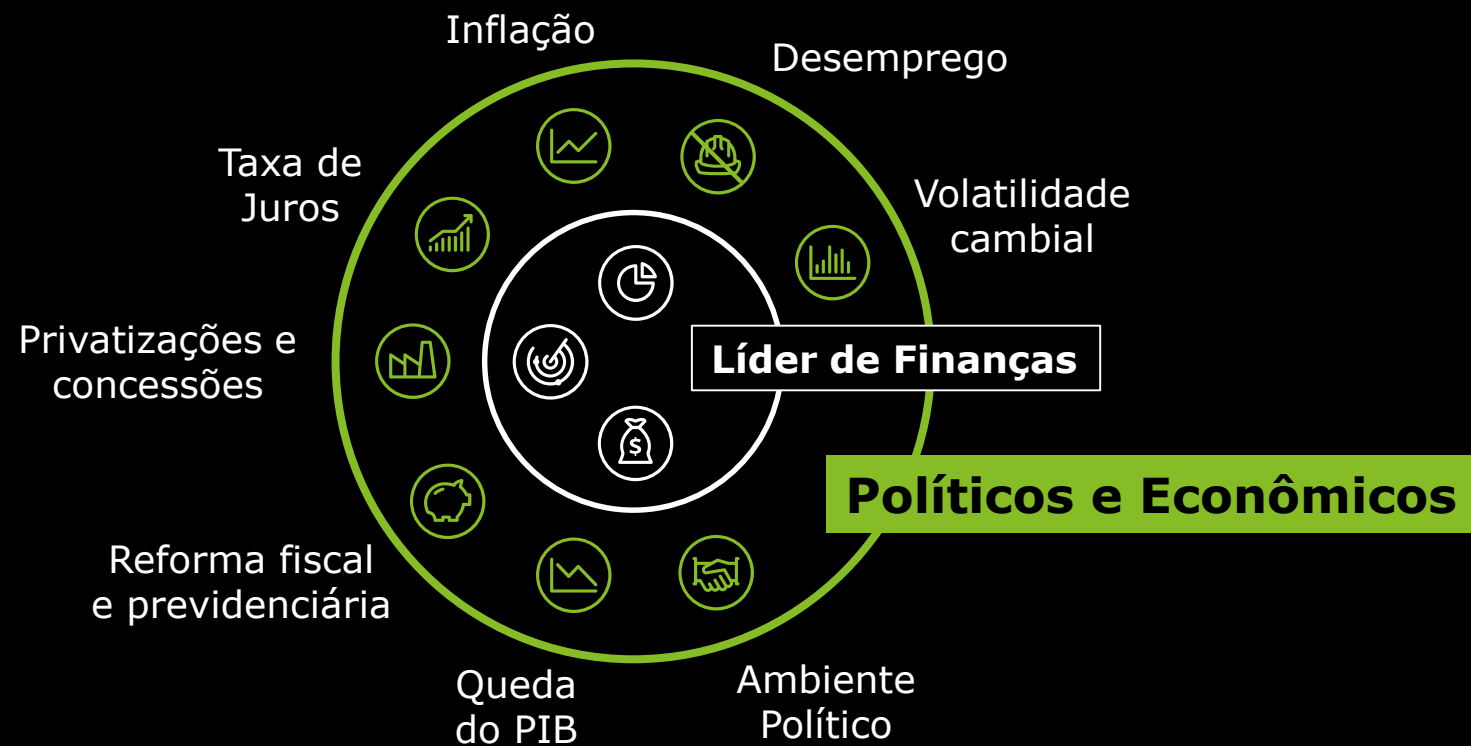 Inflação
Desemprego
Taxa de
Juros
Volatilidade
cambial
Privatizações e
concessões
Líder de Finanças
$
Políticos e Econômicos
Reforma fiscal
e previdenciária
Queda
do PIB
Ambiente
Político